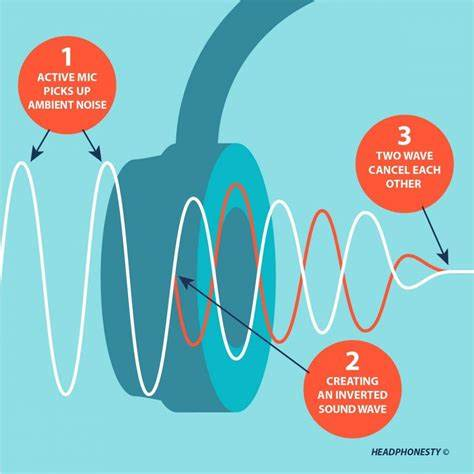 1
ACTIVE MIC
PICKS UP
AMBIENT NOISE
3
TWO WAVE
CANCEL EACH
OTHER
2
CREATING
AN INVERTED
SOUND WAVE
HEADPHONESTY ©